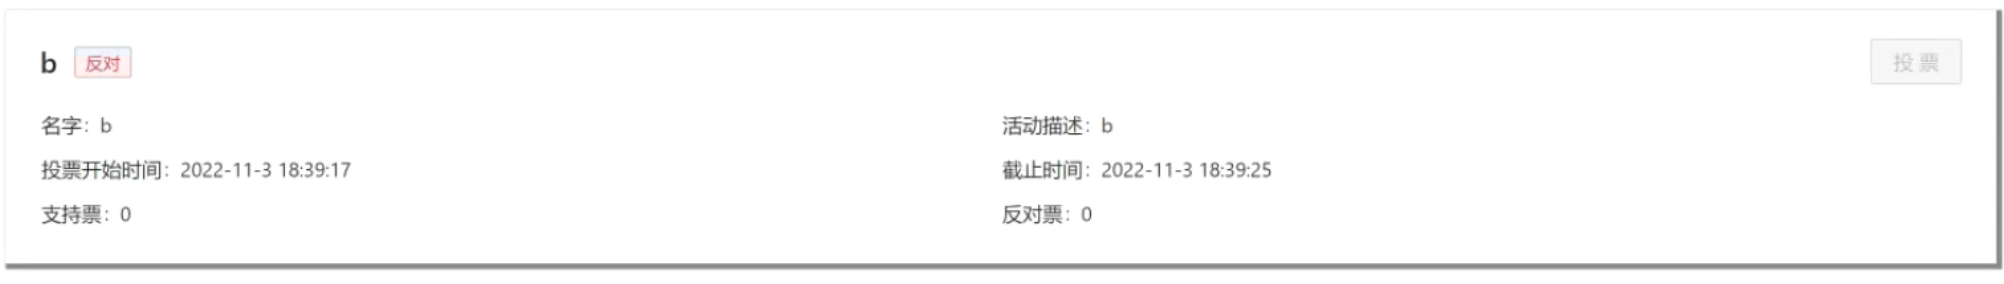 b 反对 投票
名字：b 活动描述：b
投票开始时间：2022-11-3 18:39:17 截止时间：2022-11-3 18:39:25
支持票：0 反对票：0